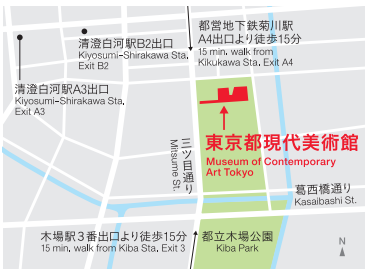 清澄白河駅B2出口
Kiyosumi-Shirakawa Sta,
Exit B2
都営地下鉄菊川駅
A4出口より徒歩15分
15 min. walk from
Kikukawa Sta, Exit A4
清澄白河駅A3出口
Kiyosumi-Shirakawa Sta,
Exit A3
東京都現代美術館
Museum of Contemporary
Art Tokyo
三ツ目通り
Mitsume St.
葛西橋通り
Kasaibashi St.
木場駅3番出口より徒歩15分
15 min, walk from Kiba Sta, Exit 3
都立木場公園
Kiba Park
N